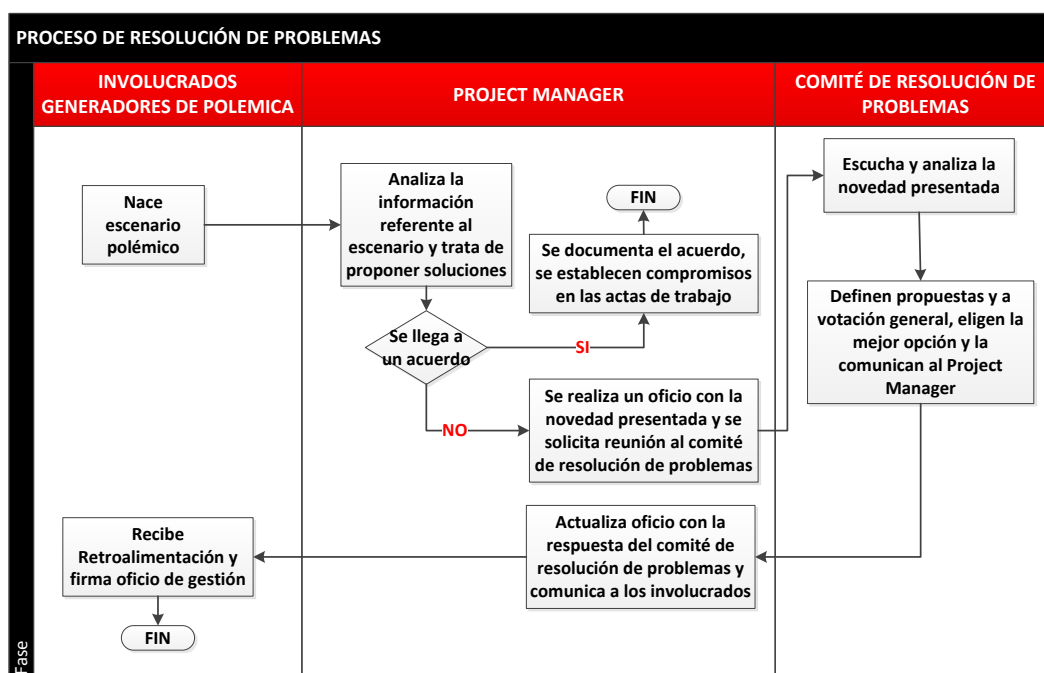 PROCESO DE RESOLUCIÓN DE PROBLEMAS
INVOLUCRADOS
GENERADORES DE POLEMICA
PROJECT MANAGER
COMITÉ DE RESOLUCIÓN DE
PROBLEMAS
Nace
escenario
polémico
Analiza la
información
referente al
escenario y trata de
proponer soluciones
FIN
Se documenta el acuerdo,
se establecen compromisos
en las actas de trabajo
Escucha y analiza la
novedad presentada
Se llega a
un acuerdo
SI
NO
Definen propuestas y a
votación general, eligen la
mejor opción y la
comunican al Project
Manager
Se realiza un oficio con la
novedad presentada y se
solicita reunión al comité
de resolución de problemas
Actualiza oficio con la
respuesta del comité de
resolución de problemas y
comunica a los involucrados
Recibe
Retroalimentación y
firma oficio de gestión
FIN
Fase